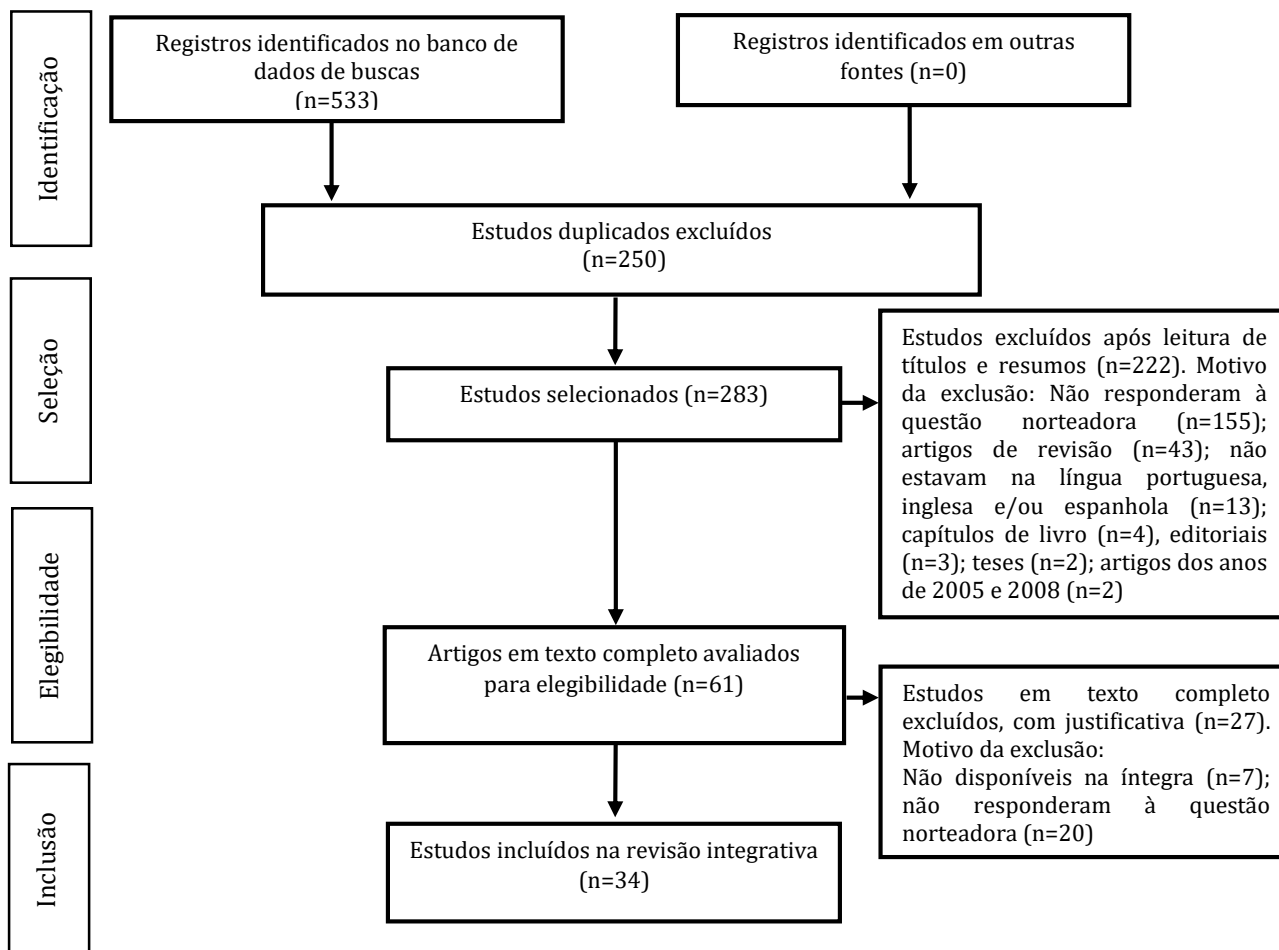 Identificação
Registros identificados no banco de
dados de buscas
(n=533)
Registros identificados em outras
fontes (n=0)
Estudos duplicados excluídos
(n=250)
Seleção
Estudos selecionados (n=283)
Estudos excluídos após leitura de
títulos e resumos (n=222). Motivo
da exclusão: Não responderam à
questão norteadora (n=155);
artigos de revisão (n=43); não
estavam na língua portuguesa,
inglesa e/ou espanhola (n=13);
capítulos de livro (n=4), editoriais
(n=3); teses (n=2); artigos dos anos
de 2005 e 2008 (n=2)
Elegibilidade
Artigos em texto completo avaliados
para elegibilidade (n=61)
Estudos em texto completo
excluídos, com justificativa (n=27).
Motivo da exclusão:
Não disponíveis na íntegra (n=7);
não responderam à questão
norteadora (n=20)
Inclusão
Estudos incluídos na revisão integrativa
(n=34)